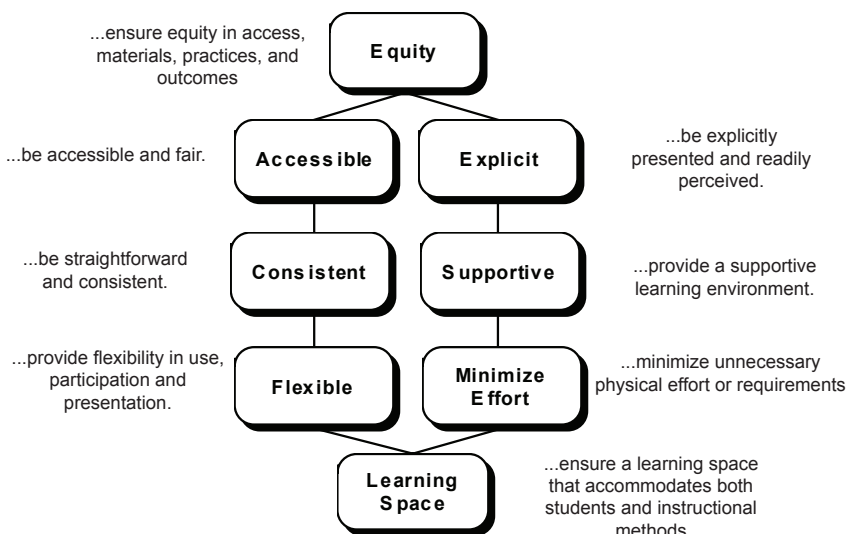 ...ensure equity in access,
materials, practices, and
outcomes
Equity
...be accessible and fair.
Accessible
Explicit
...be explicitly
presented and readily
perceived.
...be straightforward
and consistent.
Consistent
Supportive
...provide a supportive
learning environment.
...provide flexibility in use,
participation and
presentation.
Flexible
Minimize
Effort
...minimize unnecessary
physical effort or requirements
Learning
Space
...ensure a learning space
that accommodates both
students and instructional
methods